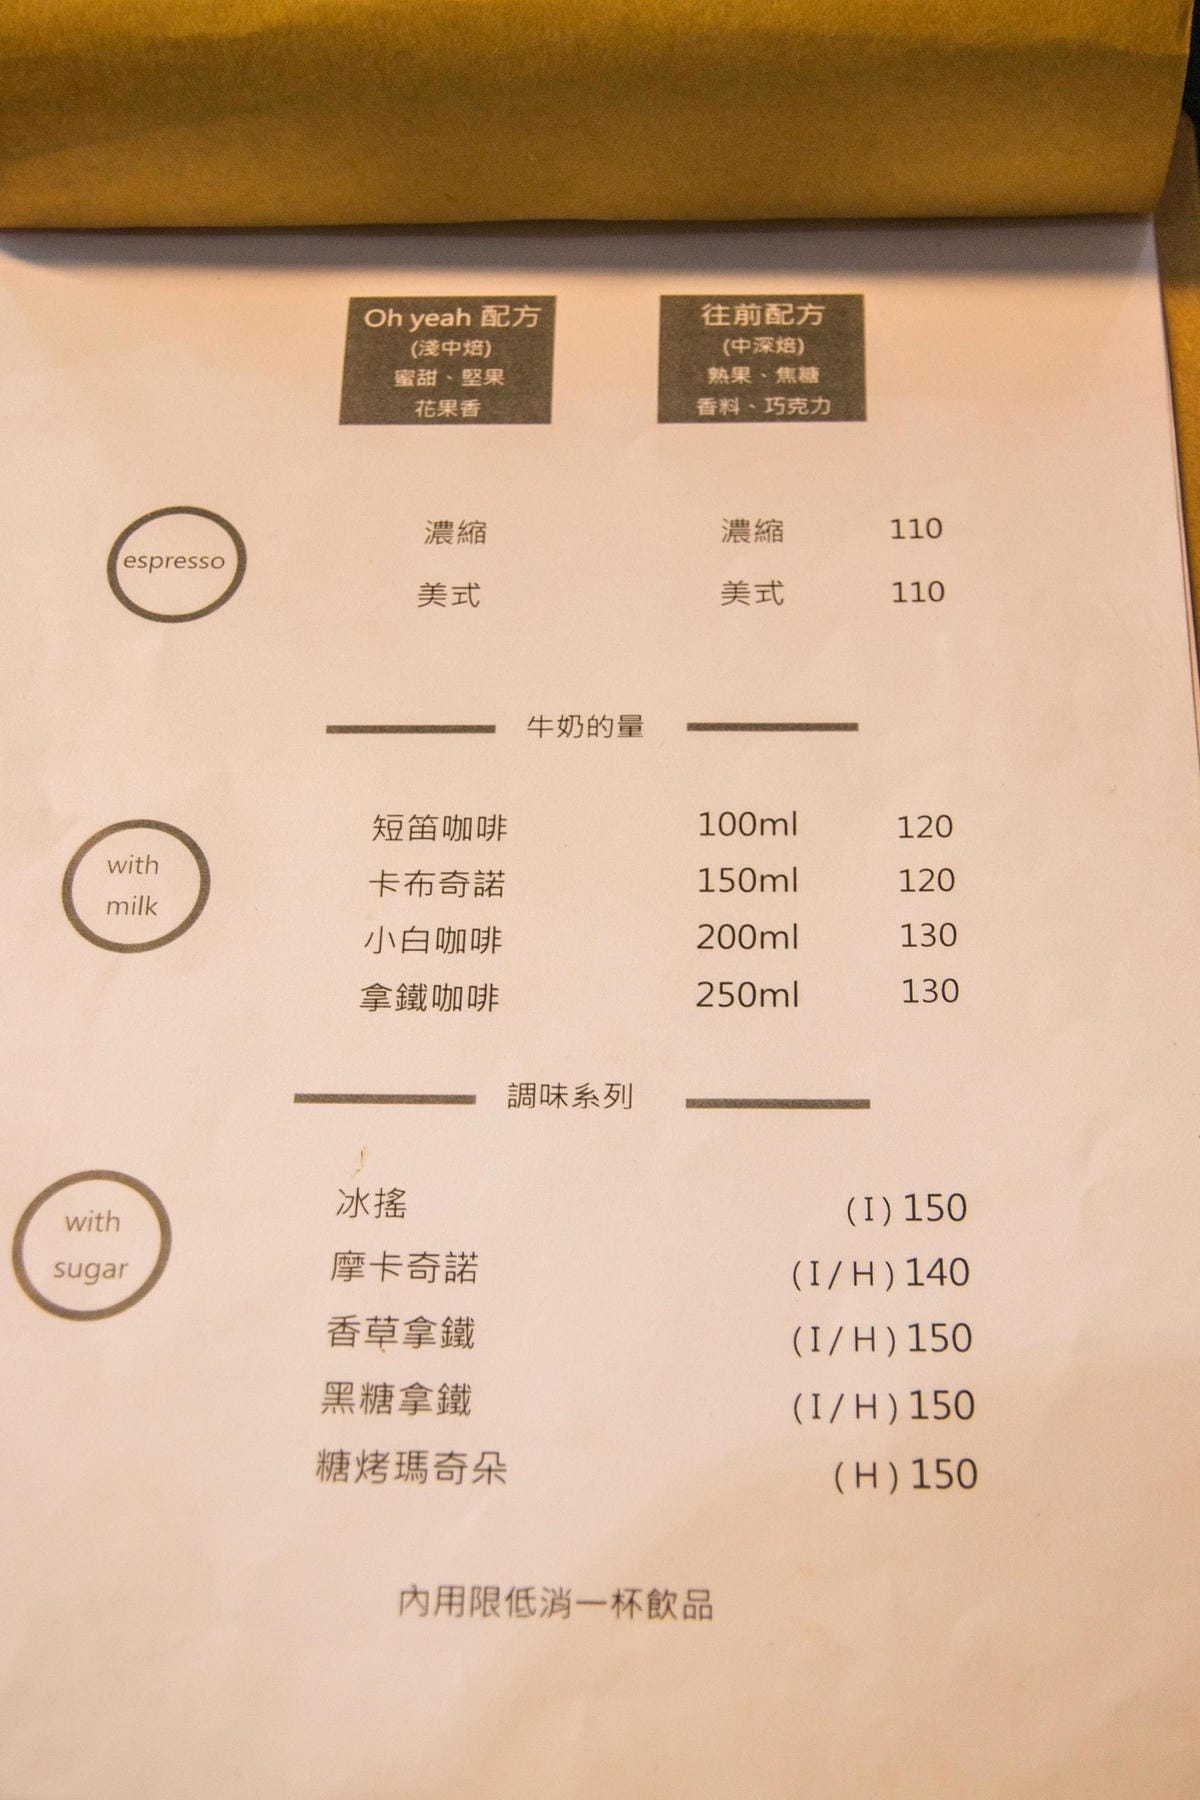 Oh yeah 配方
(淺中焙)
蜜甜、堅果
花果香
往前配方
(中深焙)
熟果、焦糖
香料、巧克力
espresso
濃縮 濃縮 110
美式 美式 110
牛奶的量
with
milk
短笛咖啡 100ml 120
卡布奇諾 150ml 120
小白咖啡 200ml 130
拿鐵咖啡 250ml 130
調味系列
with
sugar
冰搖 (I) 150
摩卡奇諾 (I/H) 140
香草拿鐵 (I/H) 150
黑糖拿鐵 (I/H) 150
糖烤瑪奇朵 (H) 150
內用限低消一杯飲品